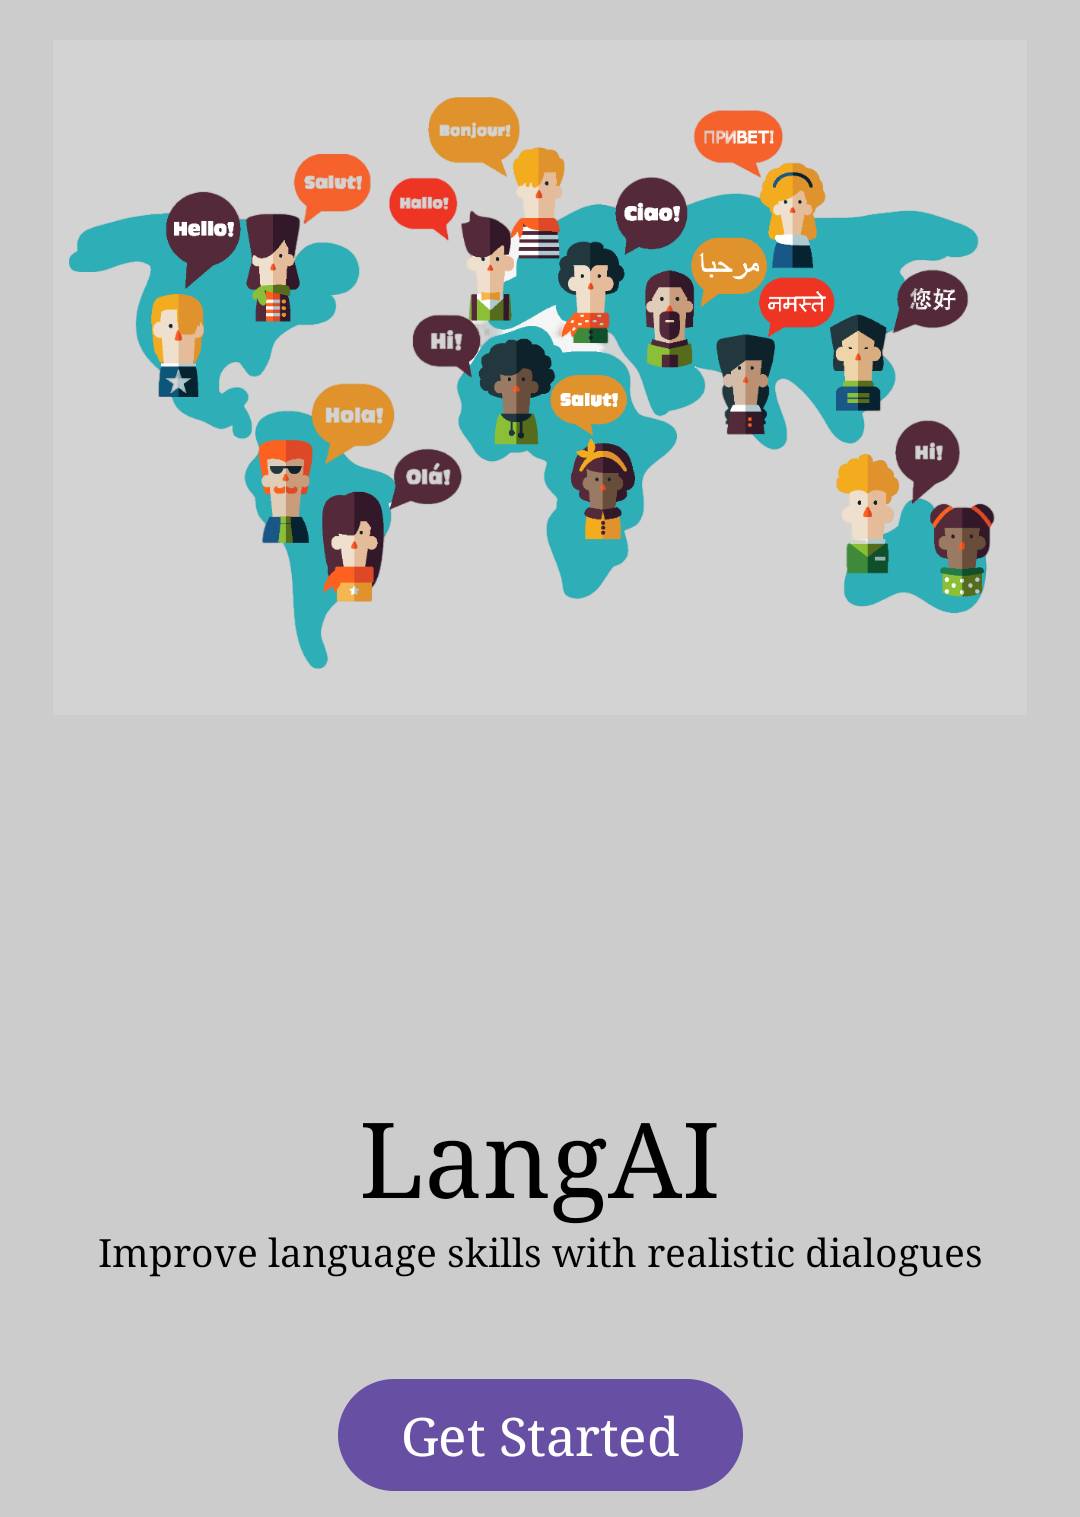 Bonjour!
ПРИВЕТ!
Salut!
Hallo!
Ciao!
Hello!
مرحبا
नमस्ते
您好
Hi!
Salut!
Hola!
Olá!
Hi!
LangAI
Improve language skills with realistic dialogues
Get Started